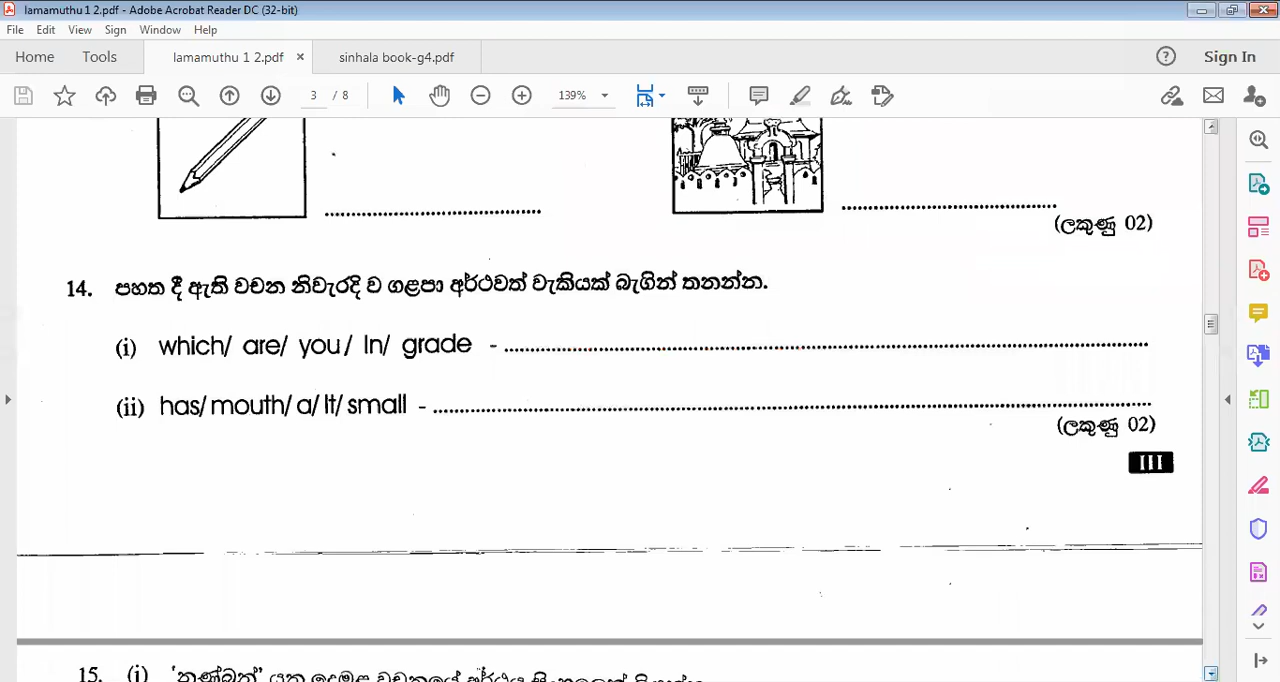 lamamuthu 1 2.pdf - Adobe Acrobat Reader DC (32-bit)
File Edit View Sign Window Help
Home Tools lamamuthu 1 2.pdf × sinhala book-g4.pdf Sign In
3 / 8 139%
(ලකුණු 02)
14. පහත දී ඇති වචන නිවැරදි ව ගළපා අර්ථවත් වැකියක් බැගින් තනන්න.
(i) which/ are/ you/ In/ grade -
(ii) has/ mouth/ a/ It/ small -
(ලකුණු 02)
III
15. (i)